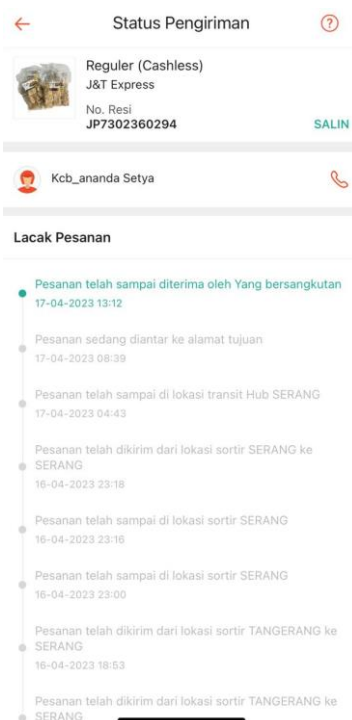 Status Pengiriman
Reguler (Cashless)
J&T Express
No. Resi
JP7302360294
SALIN
Kcb_ananda Setya
Lacak Pesanan
Pesanan telah sampai diterima oleh Yang bersangkutan
17-04-2023 13:12
Pesanan sedang diantar ke alamat tujuan
17-04-2023 08:39
Pesanan telah sampai di lokasi transit Hub SERANG
17-04-2023 04:43
Pesanan telah dikirim dari lokasi sortir SERANG ke
SERANG
16-04-2023 23:18
Pesanan telah sampai di lokasi sortir SERANG
16-04-2023 23:16
Pesanan telah sampai di lokasi sortir SERANG
16-04-2023 23:00
Pesanan telah dikirim dari lokasi sortir TANGERANG ke
SERANG
16-04-2023 18:53
Pesanan telah dikirim dari lokasi sortir TANGERANG ke
SERANG